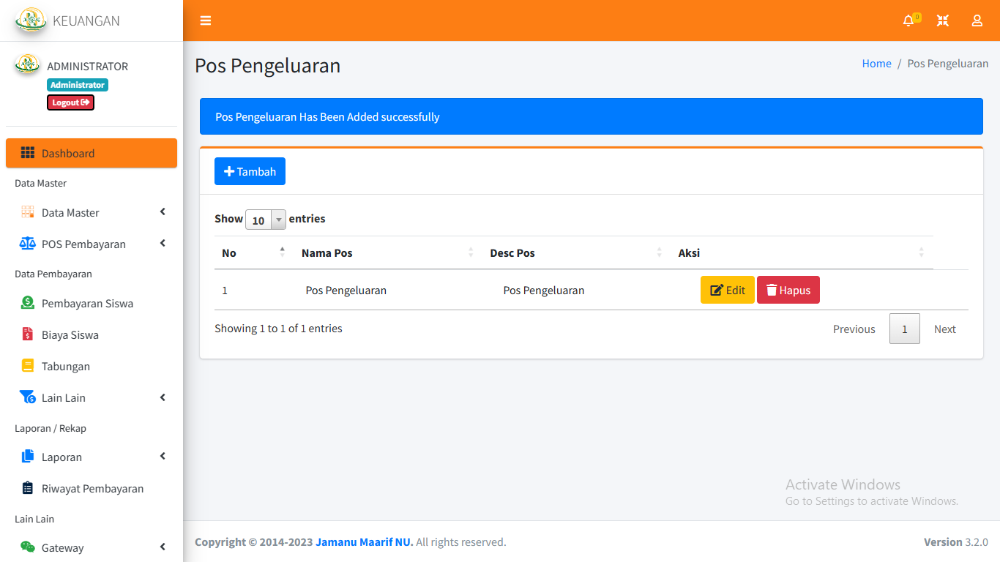 KEUANGAN
0
ADMINISTRATOR
Administrator
Logout
Dashboard
Data Master
Data Master
POS Pembayaran
Data Pembayaran
Pembayaran Siswa
Biaya Siswa
Tabungan
Lain Lain
Laporan / Rekap
Laporan
Riwayat Pembayaran
Lain Lain
Gateway
Pos Pengeluaran
Home / Pos Pengeluaran
Pos Pengeluaran Has Been Added successfully
Tambah
Show 10 entries
No Nama Pos Desc Pos Aksi
1 Pos Pengeluaran Pos Pengeluaran Edit Hapus
Showing 1 to 1 of 1 entries
Previous 1 Next
Activate Windows
Go to Settings to activate Windows.
Copyright © 2014-2023 Jamanu Maarif NU. All rights reserved.
Version 3.2.0